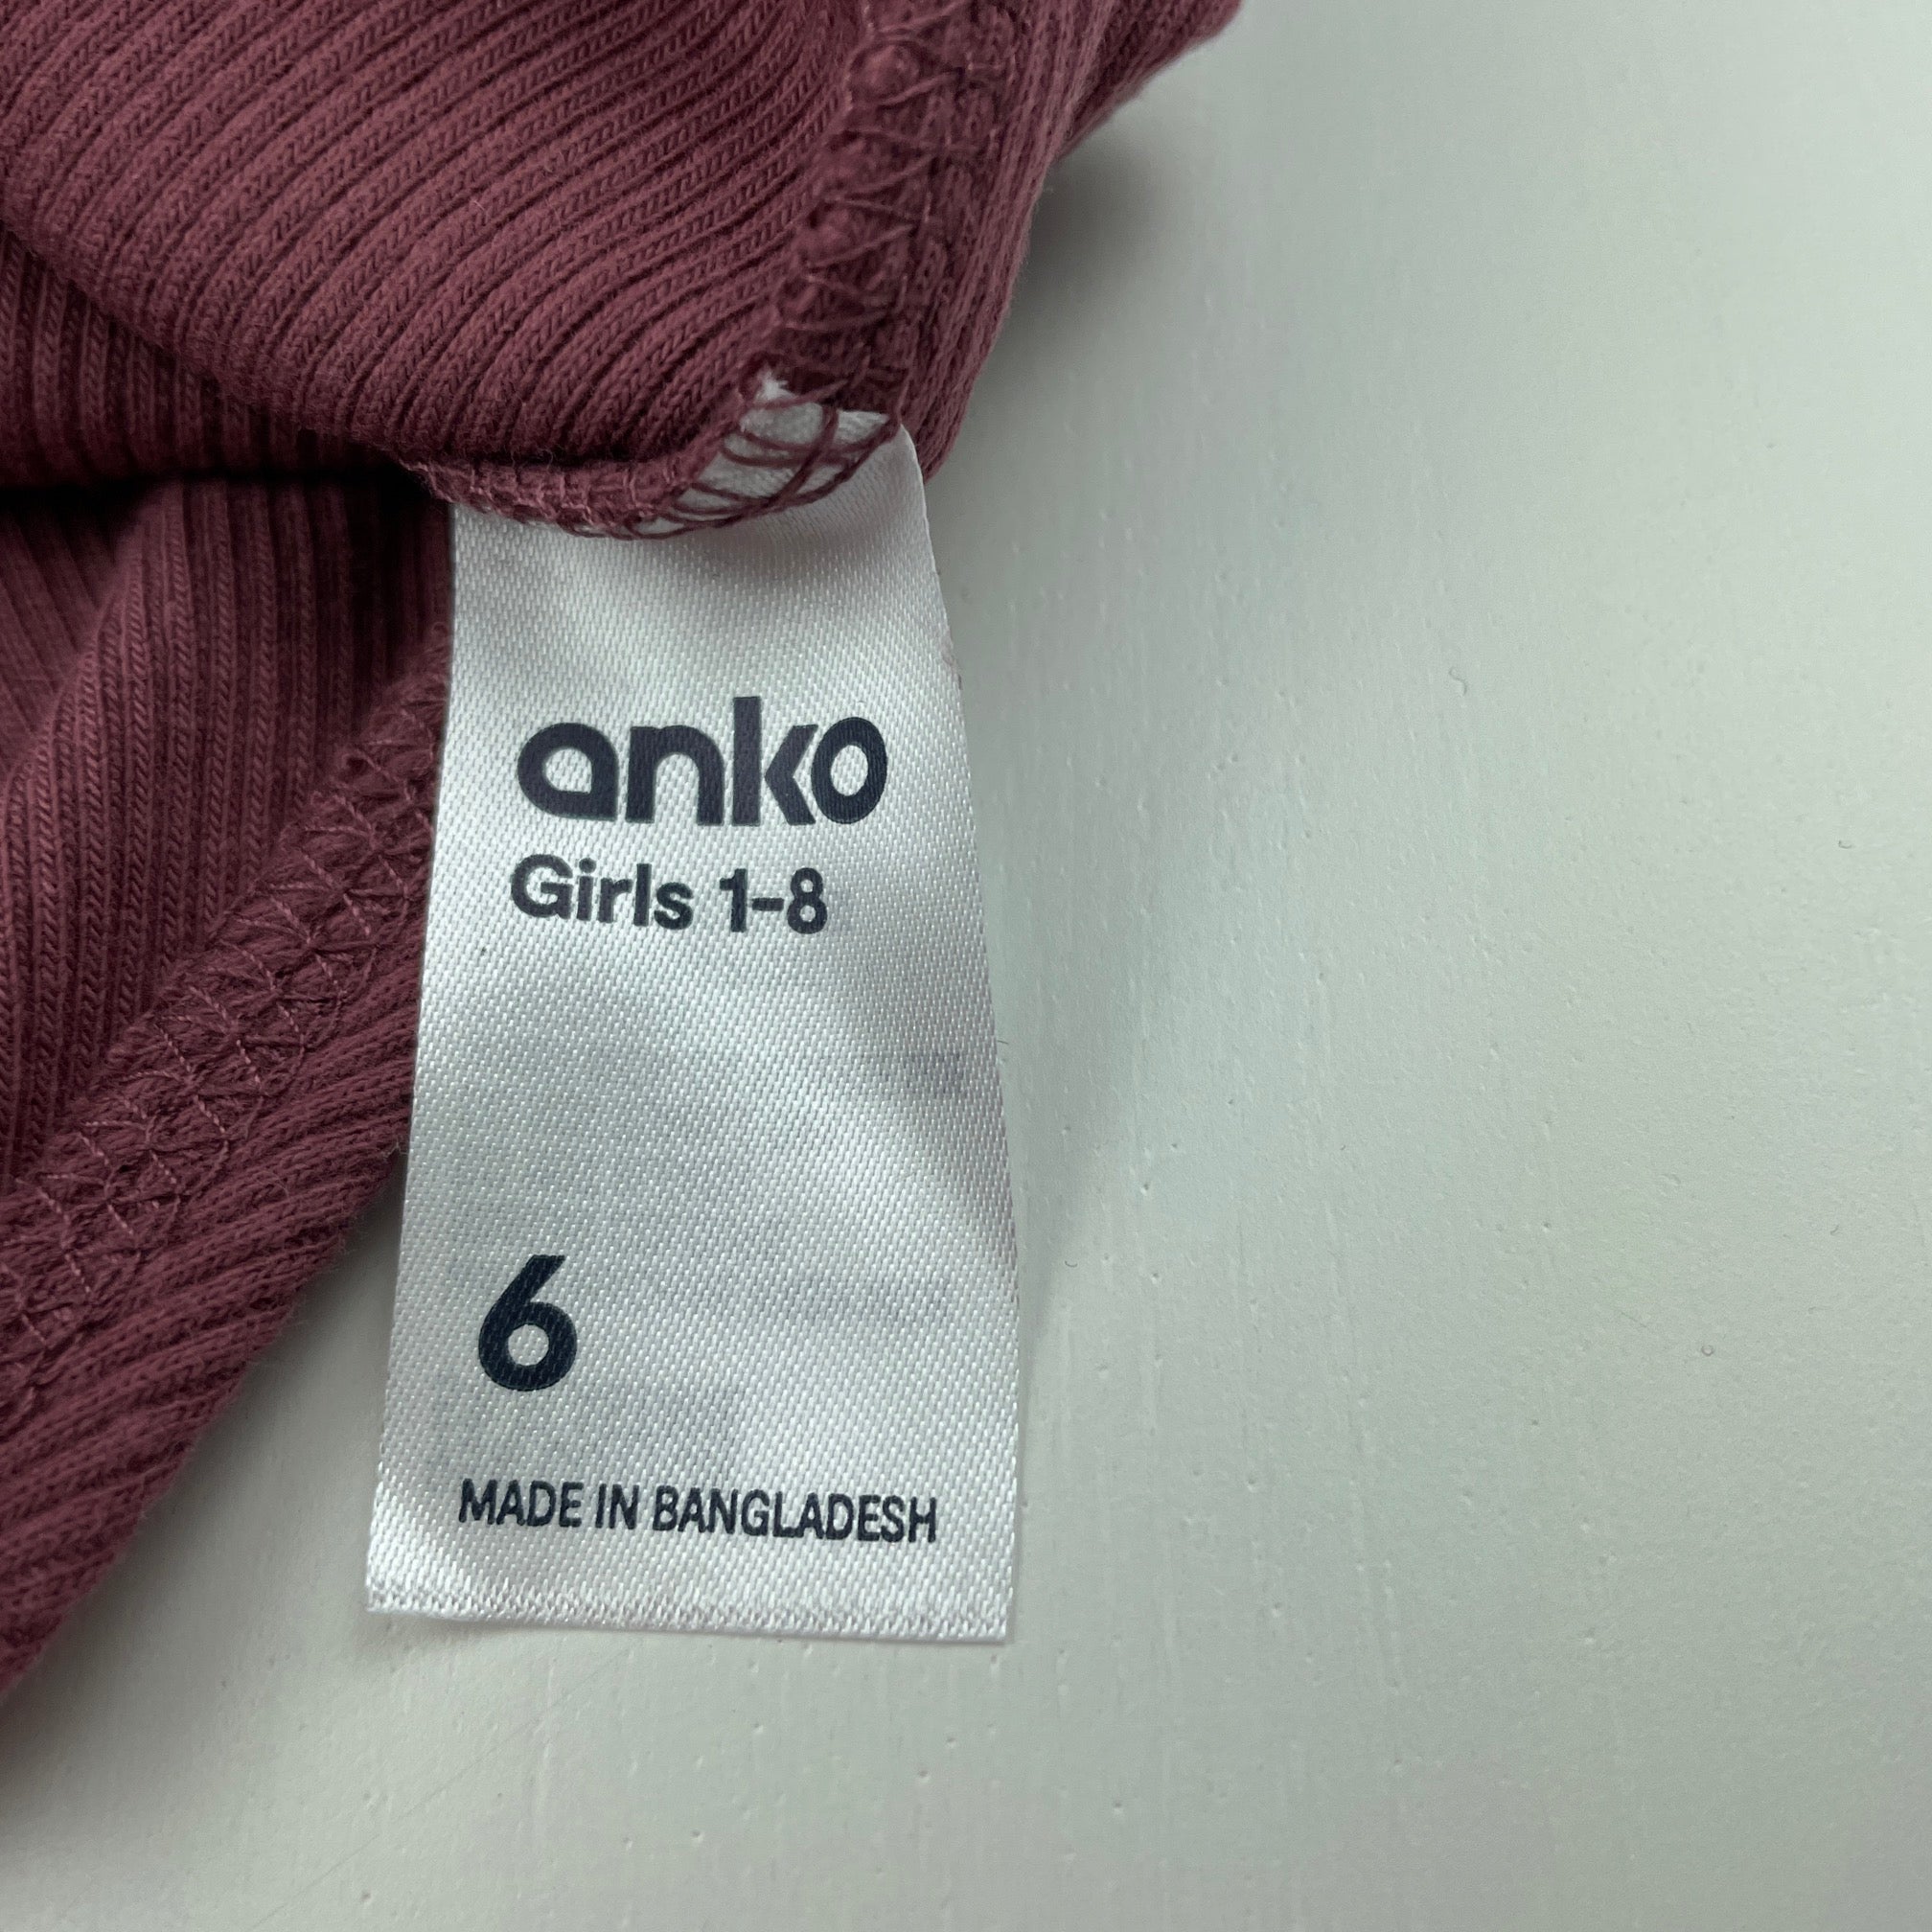 anko
Girls 1-8
6
MADE IN BANGLADESH